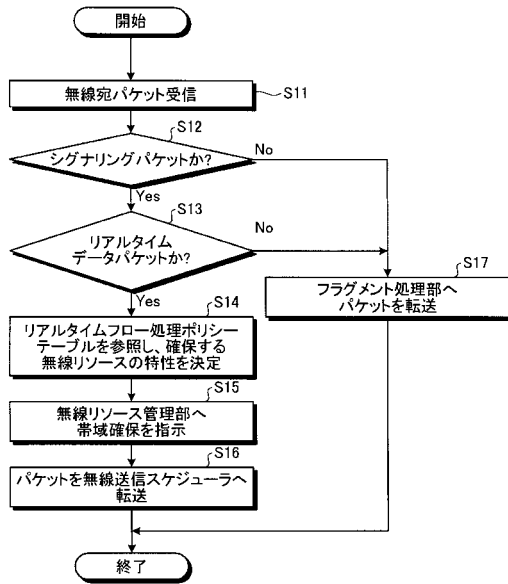 開始
無線宛パケット受信
S11
S12
シグナリングパケットか?
No
Yes
S13
リアルタイム
データパケットか?
No
Yes
S17
フラグメント処理部へ
パケットを転送
S14
リアルタイムフロー処理ポリシー
テーブルを参照し、確保する
無線リソースの特性を決定
S15
無線リソース管理部へ
帯域確保を指示
S16
パケットを無線送信スケジューラへ
転送
終了